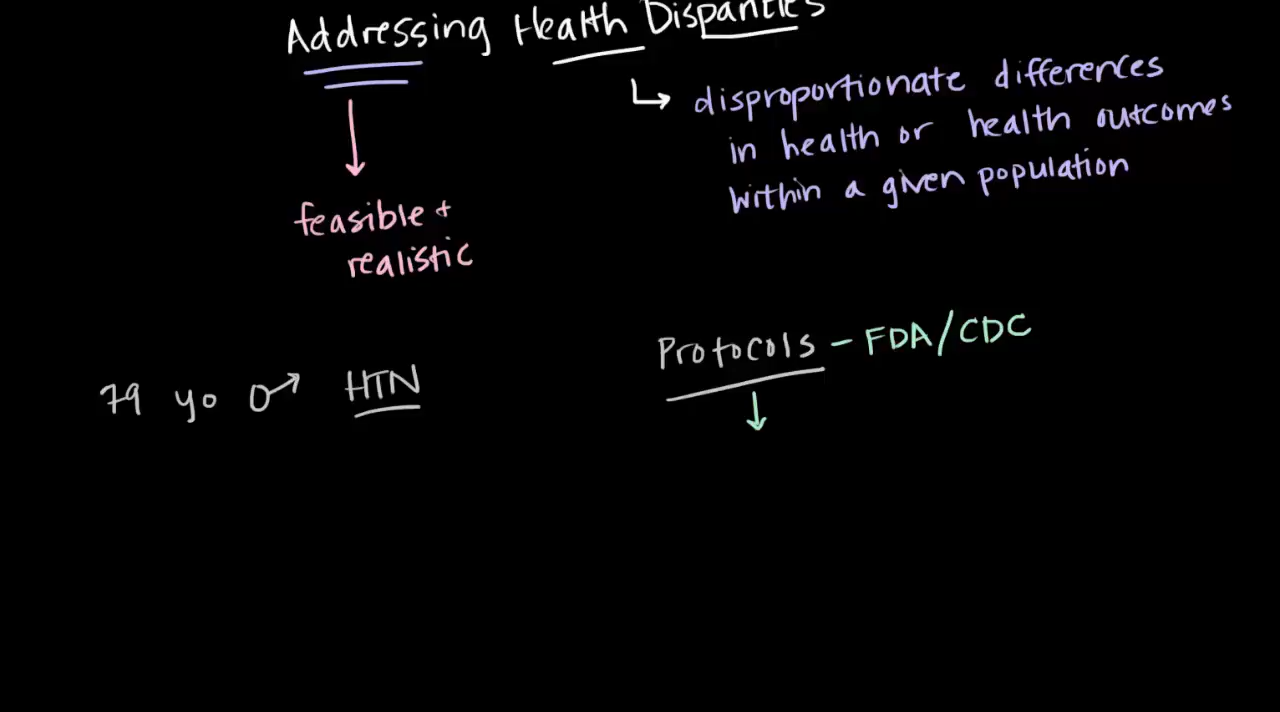 Addressing Health Disparities
↳ disproportionate differences
in health or health outcomes
within a given population
feasible +
realistic
Protocols - FDA/CDC
79 yo ♂ HTN